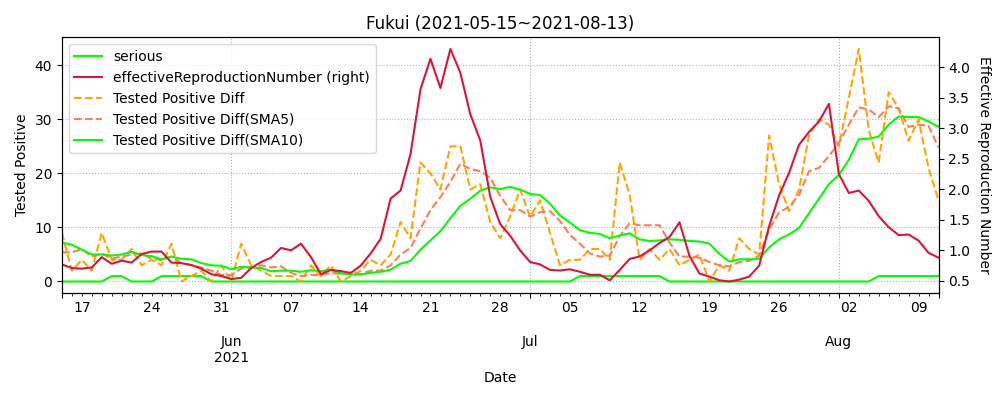 Fukui (2021-05-15~2021-08-13)
serious
effectiveReproductionNumber (right)
Tested Positive Diff
Tested Positive Diff(SMA5)
Tested Positive Diff(SMA10)
Tested Positive
40
30
20
10
0
Effective Reproduction Number
4.0
3.5
3.0
2.5
2.0
1.5
1.0
0.5
17 24 31 07 14 21 28 05 12 19 26 02 09
Jun Jul Aug
2021
Date